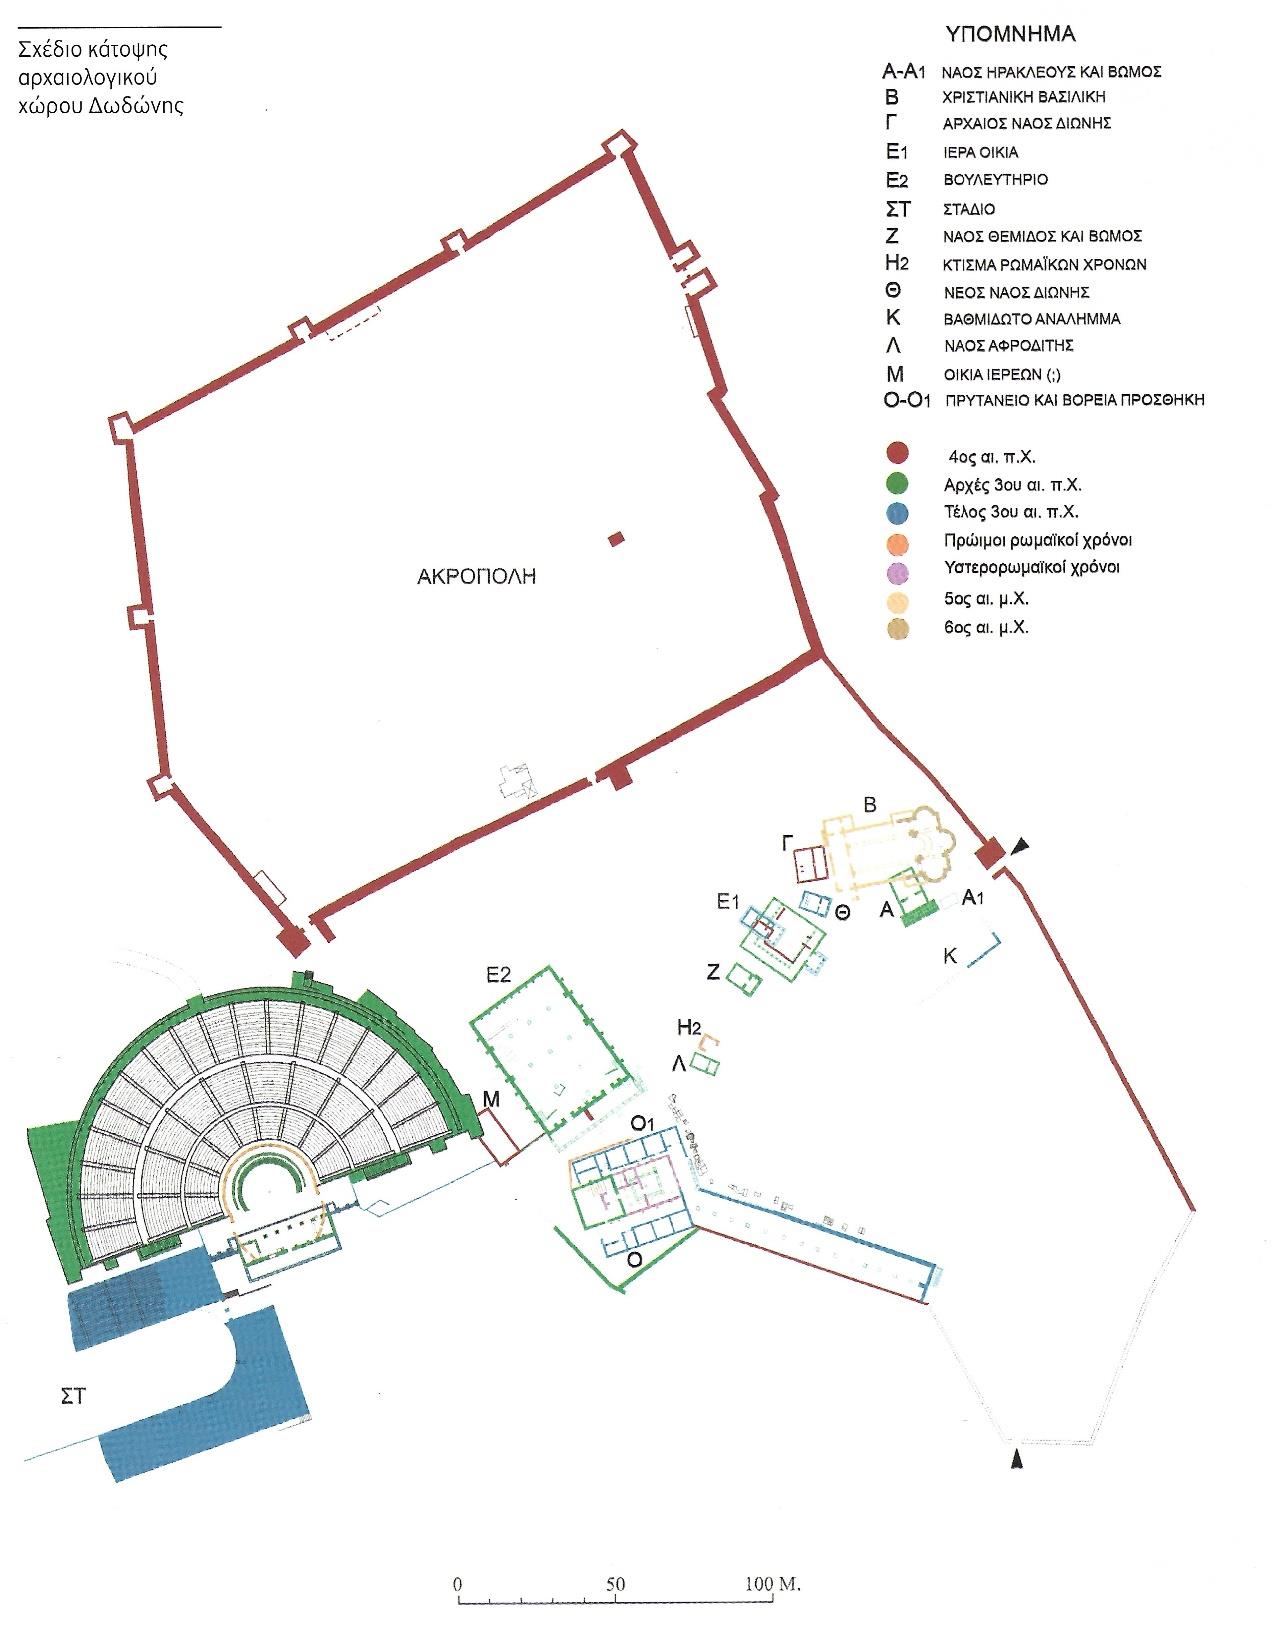 Σχέδιο κάτοψης
αρχαιολογικού
χώρου Δωδώνης
ΥΠΟΜΝΗΜΑ
Α-Α1 ΝΑΟΣ ΗΡΑΚΛΕΟΥΣ ΚΑΙ ΒΩΜΟΣ
Β ΧΡΙΣΤΙΑΝΙΚΗ ΒΑΣΙΛΙΚΗ
Γ ΑΡΧΑΙΟΣ ΝΑΟΣ ΔΙΩΝΗΣ
Ε1 ΙΕΡΑ ΟΙΚΙΑ
Ε2 ΒΟΥΛΕΥΤΗΡΙΟ
ΣΤ ΣΤΑΔΙΟ
Ζ ΝΑΟΣ ΘΕΜΙΔΟΣ ΚΑΙ ΒΩΜΟΣ
Η2 ΚΤΙΣΜΑ ΡΩΜΑΪΚΩΝ ΧΡΟΝΩΝ
Θ ΝΕΟΣ ΝΑΟΣ ΔΙΩΝΗΣ
Κ ΒΑΘΜΙΔΩΤΟ ΑΝΑΛΗΜΜΑ
Λ ΝΑΟΣ ΑΦΡΟΔΙΤΗΣ
Μ ΟΙΚΙΑ ΙΕΡΕΩΝ (;)
Ο-Ο1 ΠΡΥΤΑΝΕΙΟ ΚΑΙ ΒΟΡΕΙΑ ΠΡΟΣΘΗΚΗ
4ος αι. π.Χ.
Αρχές 3ου αι. π.Χ.
Τέλος 3ου αι. π.Χ.
Πρώιμοι ρωμαϊκοί χρόνοι
Υστερορωμαϊκοί χρόνοι
5ος αι. μ.Χ.
6ος αι. μ.Χ.
ΑΚΡΟΠΟΛΗ
Β
Γ
Ε1
Θ
Α
Α1
Κ
Ζ
Ε2
Η2
Λ
Μ
Ο1
Ο
ΣΤ
0 50 100 Μ.